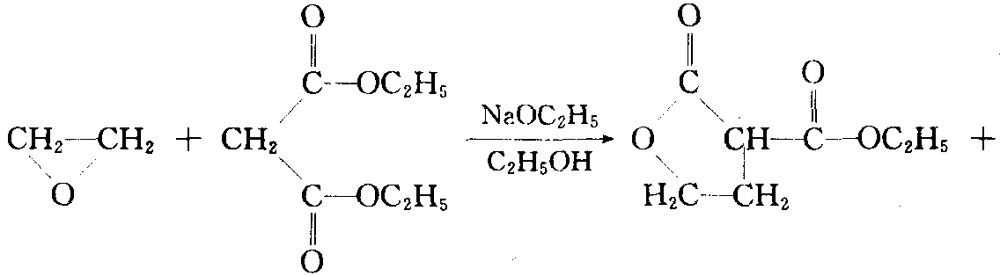 O
C—OC₂H₅
CH₂—CH₂
O
+
CH₂
C—OC₂H₅
O
NaOC₂H₅
C₂H₅OH
O
C
O
O
CH—C—OC₂H₅
H₂C—CH₂
+